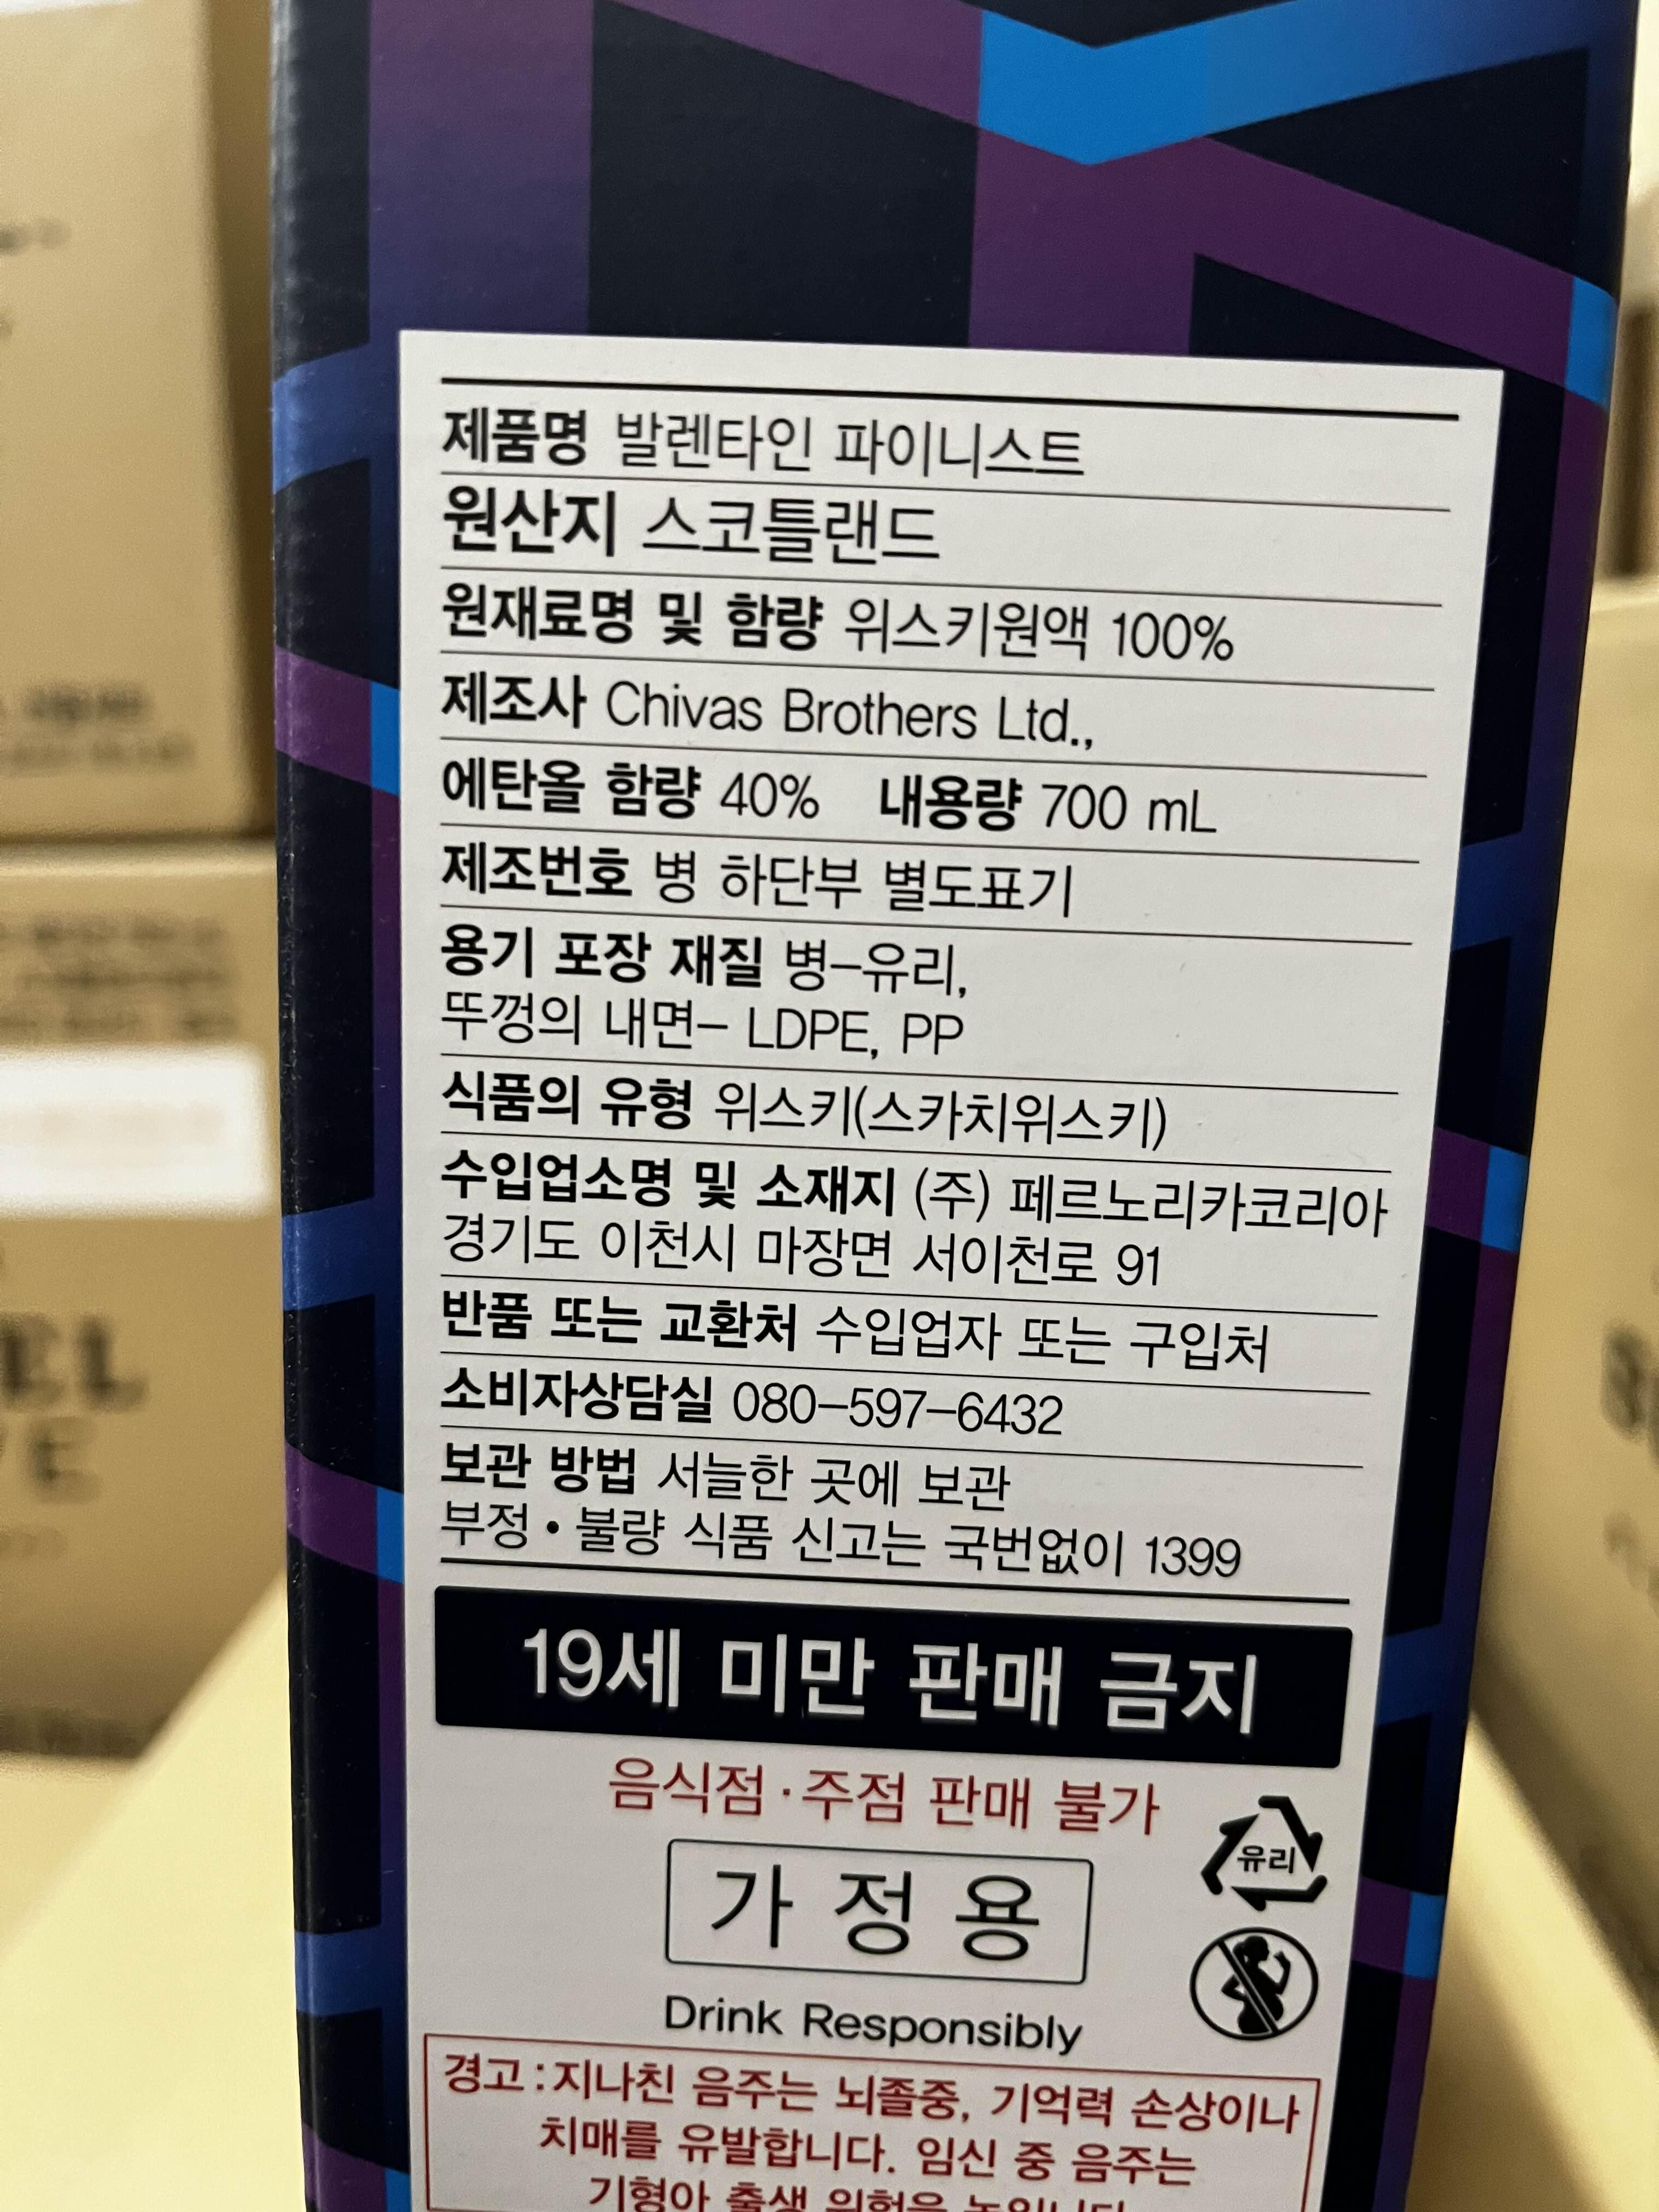 제품명 발렌타인 파이니스트
원산지 스코틀랜드
원재료명 및 함량 위스키원액 100%
제조사 Chivas Brothers Ltd.,
에탄올 함량 40% 내용량 700 mL
제조번호 병 하단부 별도표기
용기 포장 재질 병-유리,
뚜껑의 내면- LDPE, PP
식품의 유형 위스키(스카치위스키)
수입업소명 및 소재지 (주) 페르노리카코리아
경기도 이천시 마장면 서이천로 91
반품 또는 교환처 수입업자 또는 구입처
소비자상담실 080-597-6432
보관 방법 서늘한 곳에 보관
부정•불량 식품 신고는 국번없이 1399
19세 미만 판매 금지
음식점·주점 판매 불가
유리
가정용
Drink Responsibly
경고:지나친 음주는 뇌졸중, 기억력 손상이나
치매를 유발합니다. 임신 중 음주는
기형아 출생 위험을 높입니다